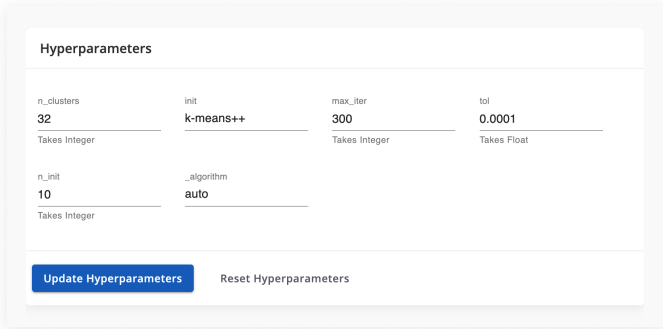 Hyperparameters
n_clusters init max_iter tol
32 k-means++ 300 0.0001
Takes Integer Takes Integer Takes Float
n_init _algorithm
10 auto
Takes Integer
Update Hyperparameters Reset Hyperparameters